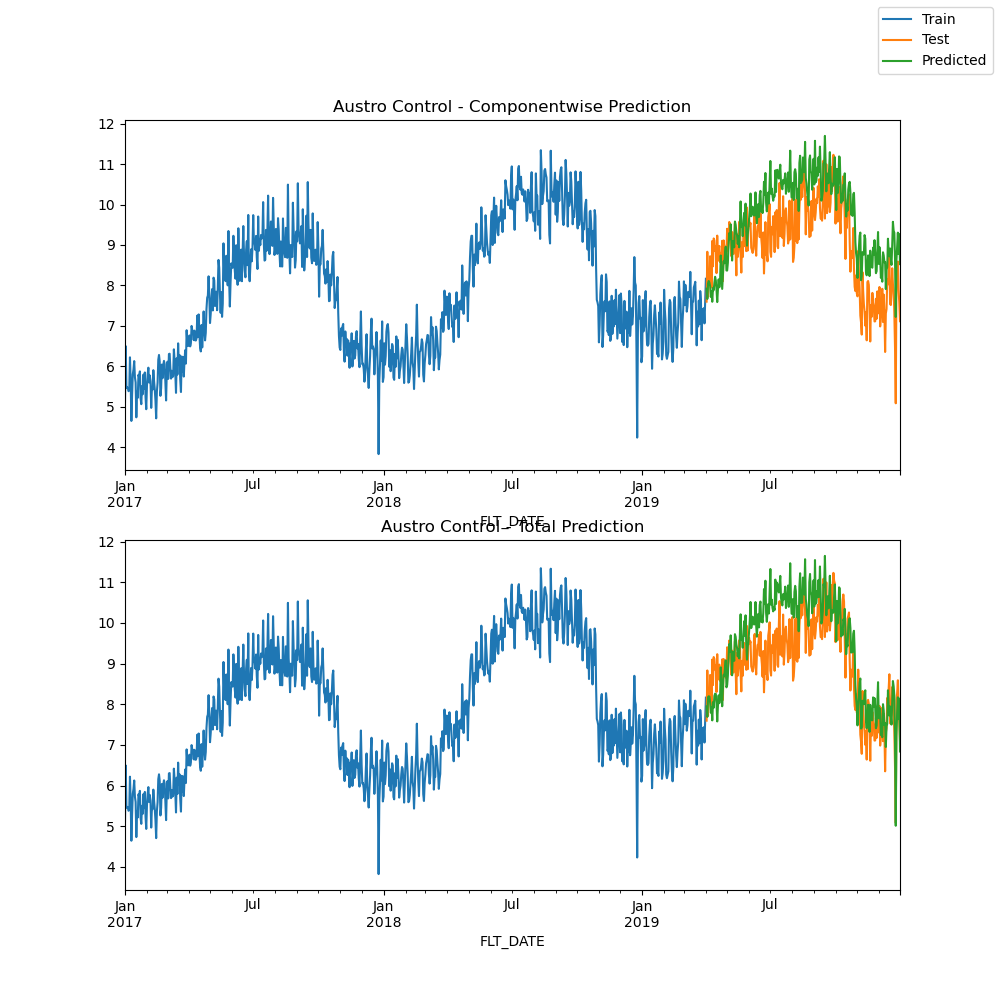 Train
Test
Predicted
Austro Control - Componentwise Prediction
12
11
10
9
8
7
6
5
4
Jan
2017
Jul
Jan
2018
Jul
Jan
2019
Jul
FLT_DATE
Austro Control - Total Prediction
12
11
10
9
8
7
6
5
4
Jan
2017
Jul
Jan
2018
Jul
Jan
2019
Jul
FLT_DATE